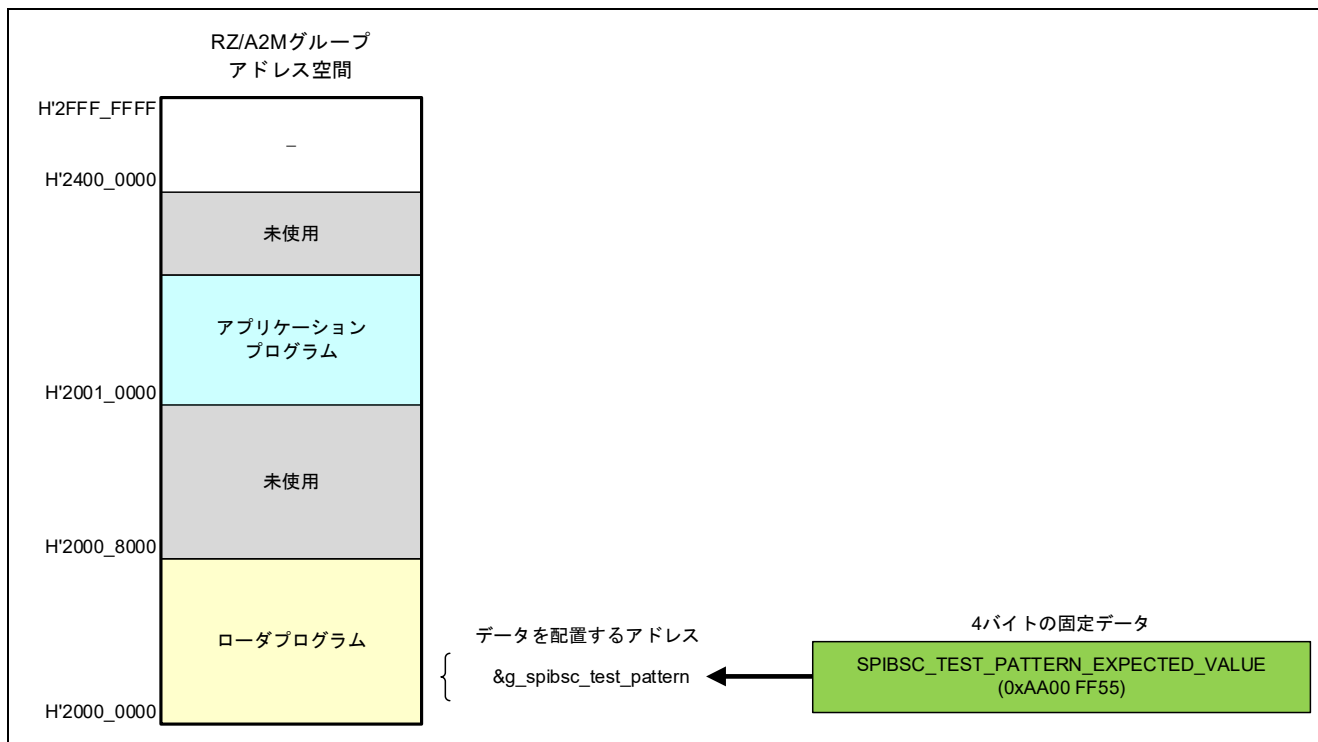 RZ/A2Mグループ
アドレス空間
H'2FFF_FFFF
–
H'2400_0000
未使用
アプリケーション
プログラム
H'2001_0000
未使用
H'2000_8000
ローダプログラム
H'2000_0000
データを配置するアドレス
&g_spibsc_test_pattern
4バイトの固定データ
SPIBSC_TEST_PATTERN_EXPECTED_VALUE
(0xAA00 FF55)